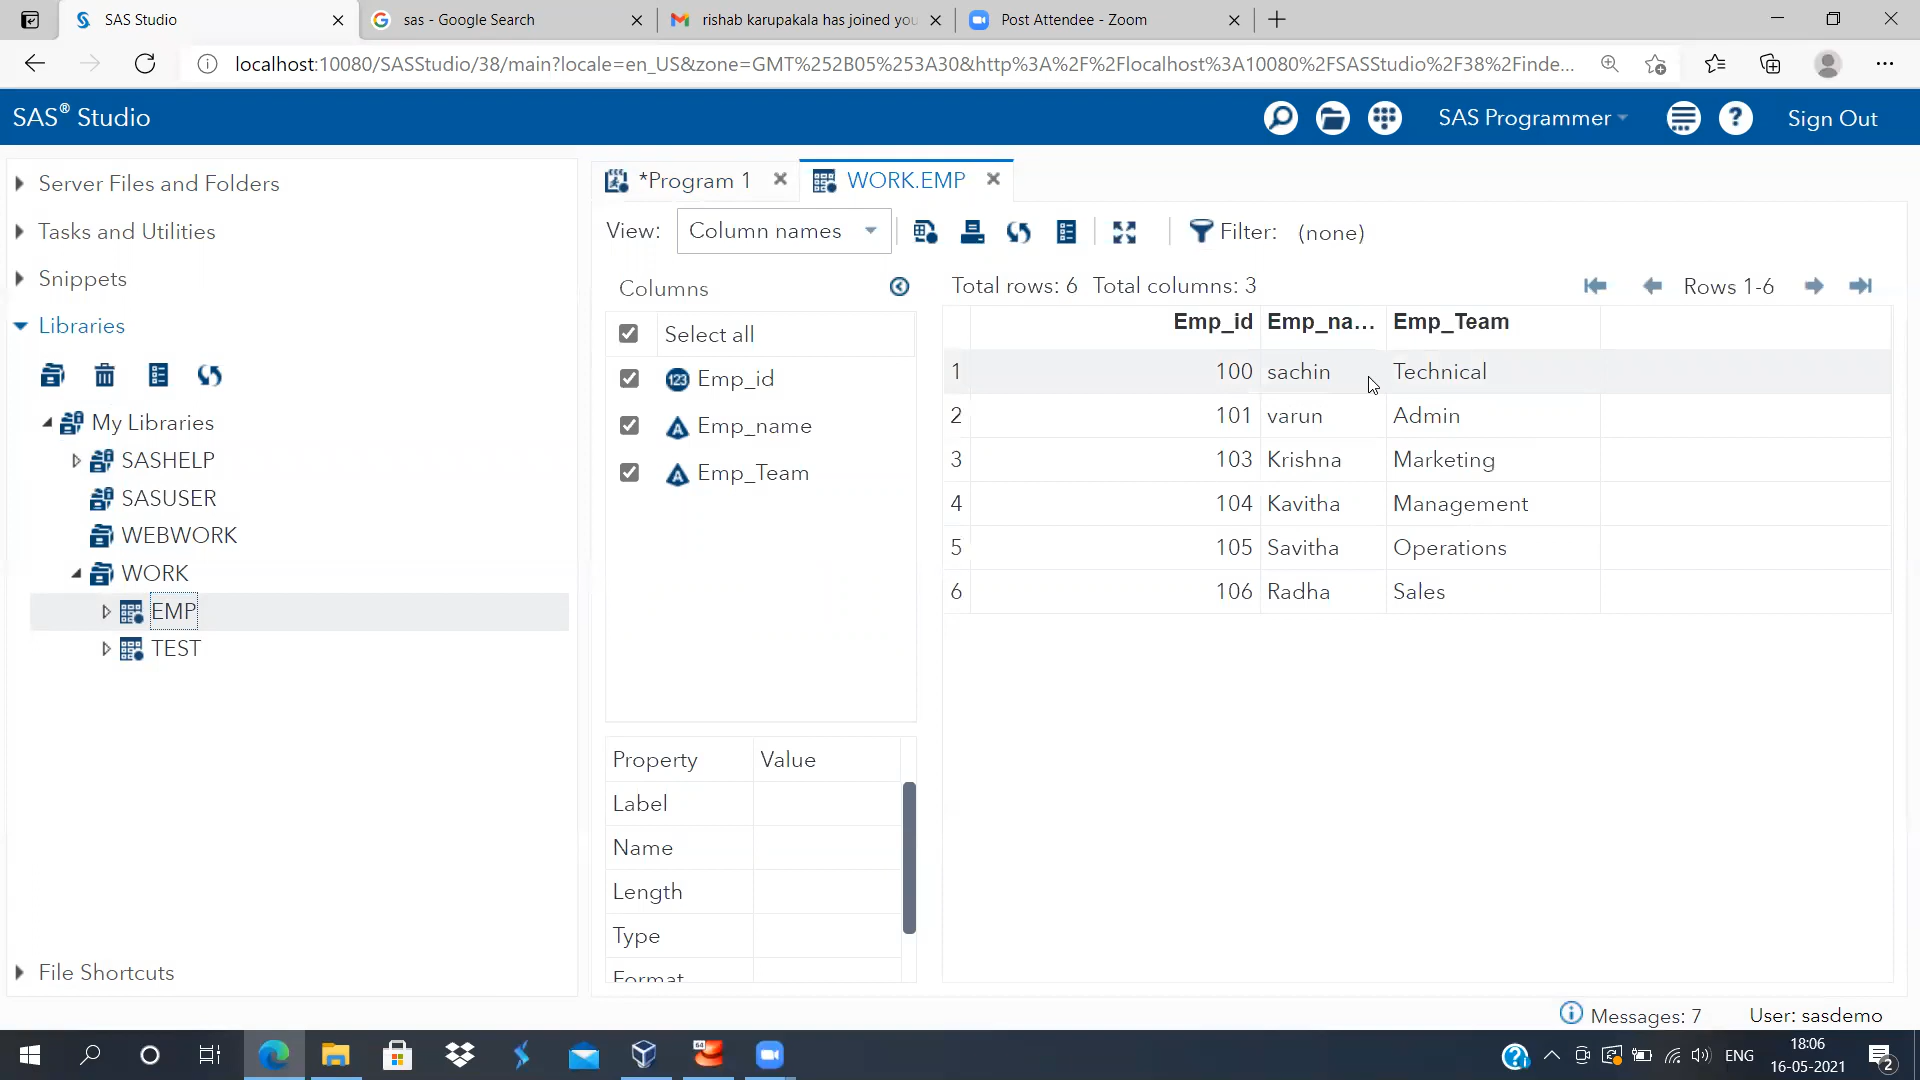 SAS Studio
sas - Google Search
rishab karupakala has joined you
Post Attendee - Zoom
localhost:10080/SASStudio/38/main?locale=en_US&zone=GMT%252B05%253A30&http%3A%2F%2Flocalhost%3A10080%2FSASStudio%2F38%2Finde...
SAS® Studio
SAS Programmer
Sign Out
Server Files and Folders
Tasks and Utilities
Snippets
Libraries
My Libraries
SASHELP
SASUSER
WEBWORK
WORK
EMP
TEST
File Shortcuts
*Program 1
WORK.EMP
View: Column names
Filter: (none)
Columns
Select all
123 Emp_id
A Emp_name
A Emp_Team
Property Value
Label
Name
Length
Type
Format
Total rows: 6 Total columns: 3
Rows 1-6
Emp_id Emp_na... Emp_Team
1 100 sachin Technical
2 101 varun Admin
3 103 Krishna Marketing
4 104 Kavitha Management
5 105 Savitha Operations
6 106 Radha Sales
Messages: 7
User: sasdemo
64
ENG
18:06
16-05-2021
2